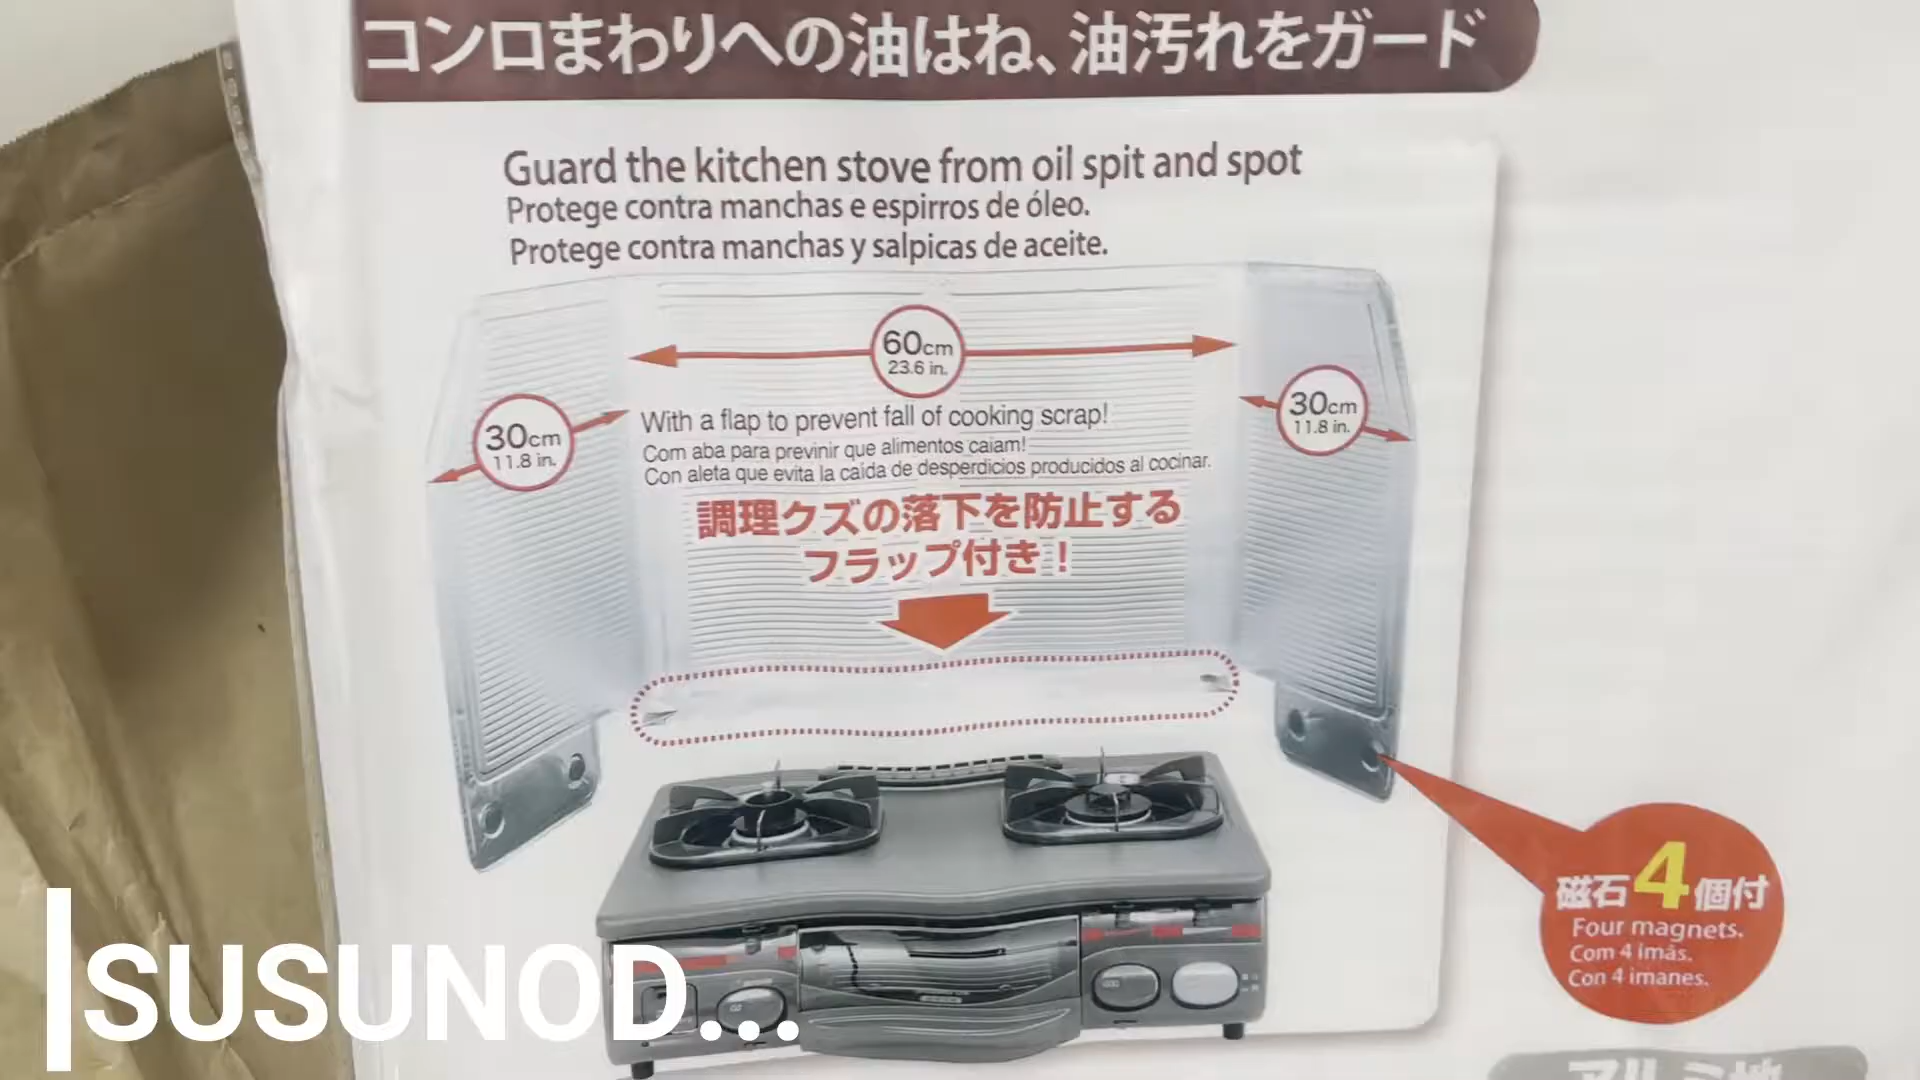 コンロまわりへの油はね、油汚れをガード
Guard the kitchen stove from oil spit and spot
Protege contra manchas e espirros de óleo.
Protege contra manchas y salpicas de aceite.
60cm
23.6 in.
30cm
11.8 in.
30cm
11.8 in.
With a flap to prevent fall of cooking scrap!
Com aba para previnir que alimentos caiam!
Con aleta que evita la caida de desperdicios producidos al cocinar.
調理クズの落下を防止する
フラップ付き！
磁石4個付
Four magnets.
Com 4 imãs.
Con 4 imanes.
SUSUNOD...